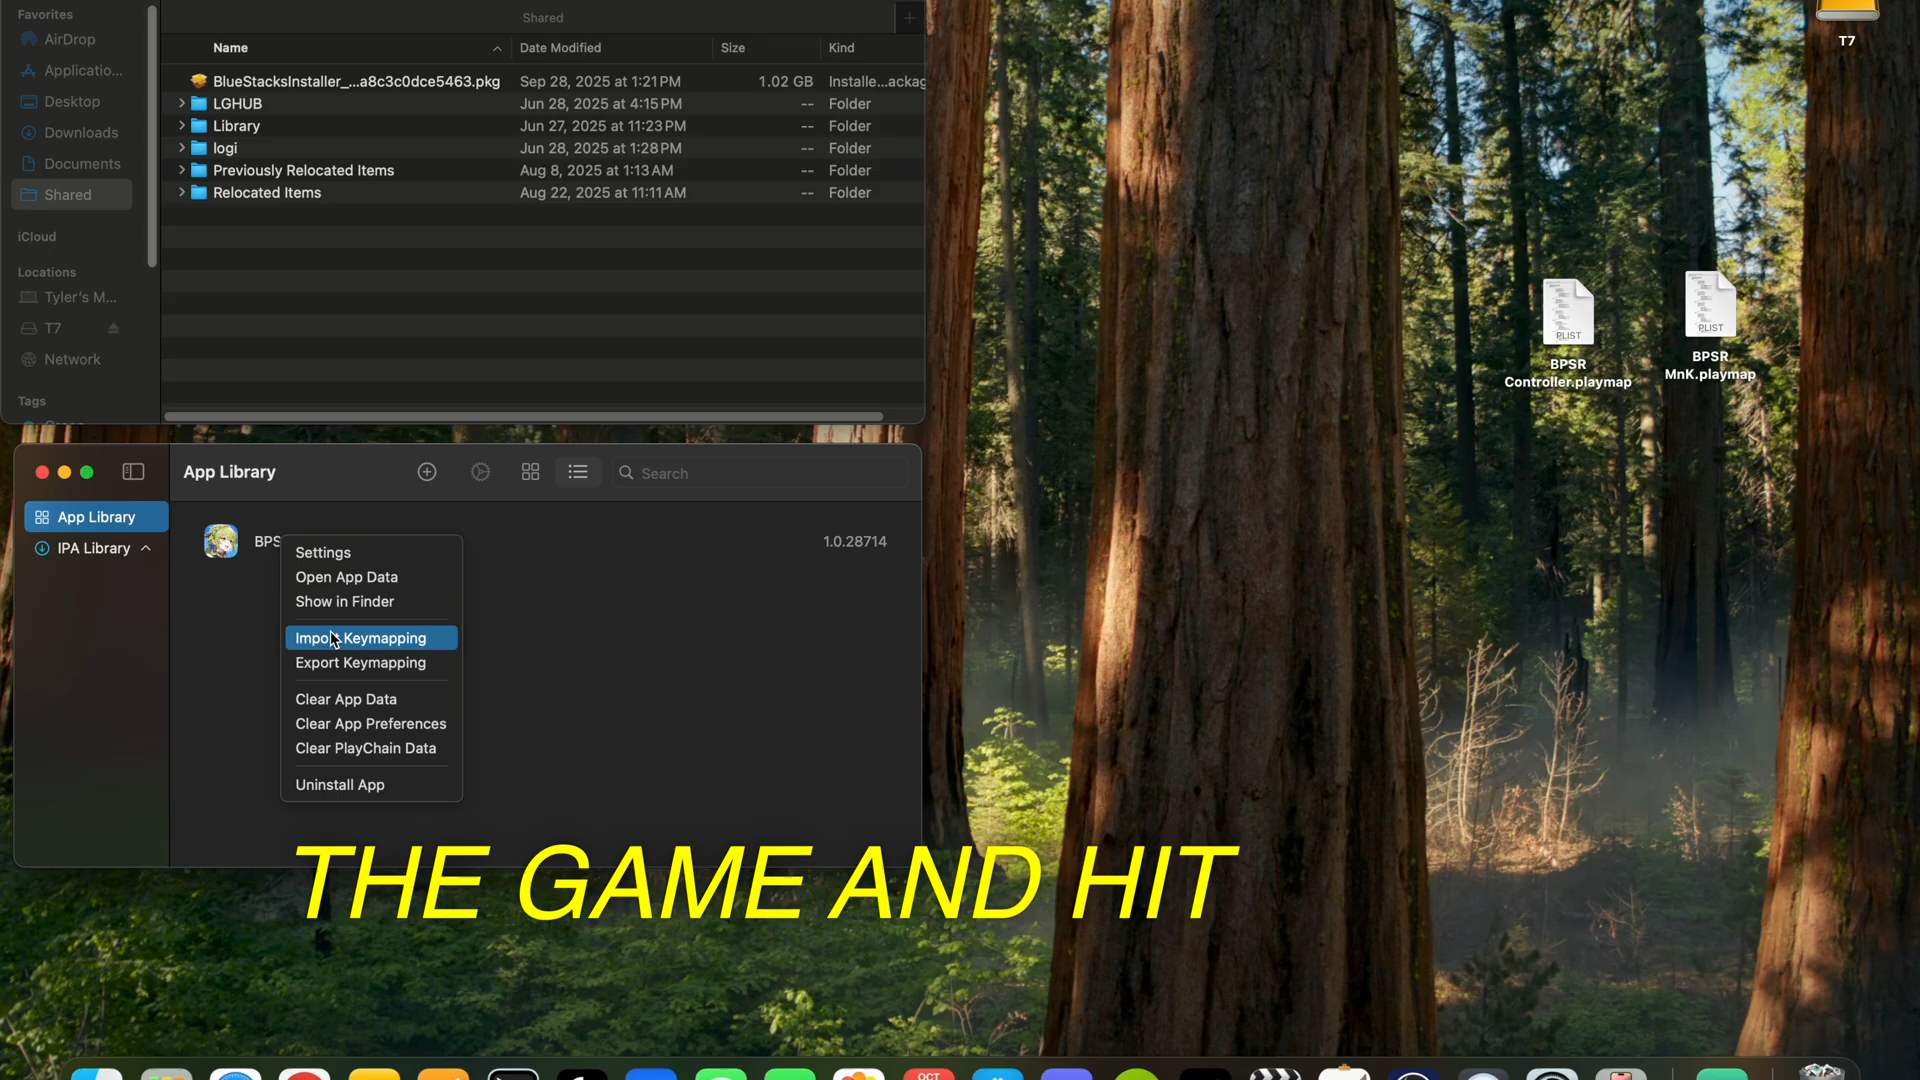 Favorites
AirDrop
Applicatio...
Desktop
Downloads
Documents
Shared
iCloud
Locations
Tyler's M...
T7
Network
Tags
Shared
Name
Date Modified
Size
Kind
BlueStacksInstaller_...a8c3c0dce5463.pkg Sep 28, 2025 at 1:21 PM 1.02 GB Installe...ackag
LGHUB Jun 28, 2025 at 4:15 PM -- Folder
Library Jun 27, 2025 at 11:23 PM -- Folder
logi Jun 28, 2025 at 1:28 PM -- Folder
Previously Relocated Items Aug 8, 2025 at 1:13 AM -- Folder
Relocated Items Aug 22, 2025 at 11:11 AM -- Folder
T7
PLIST
BPSR
Controller.playmap
PLIST
BPSR
MnK.playmap
App Library
Search
App Library
IPA Library
BPS
1.0.28714
Settings
Open App Data
Show in Finder
Import Keymapping
Export Keymapping
Clear App Data
Clear App Preferences
Clear PlayChain Data
Uninstall App
THE GAME AND HIT
OCT